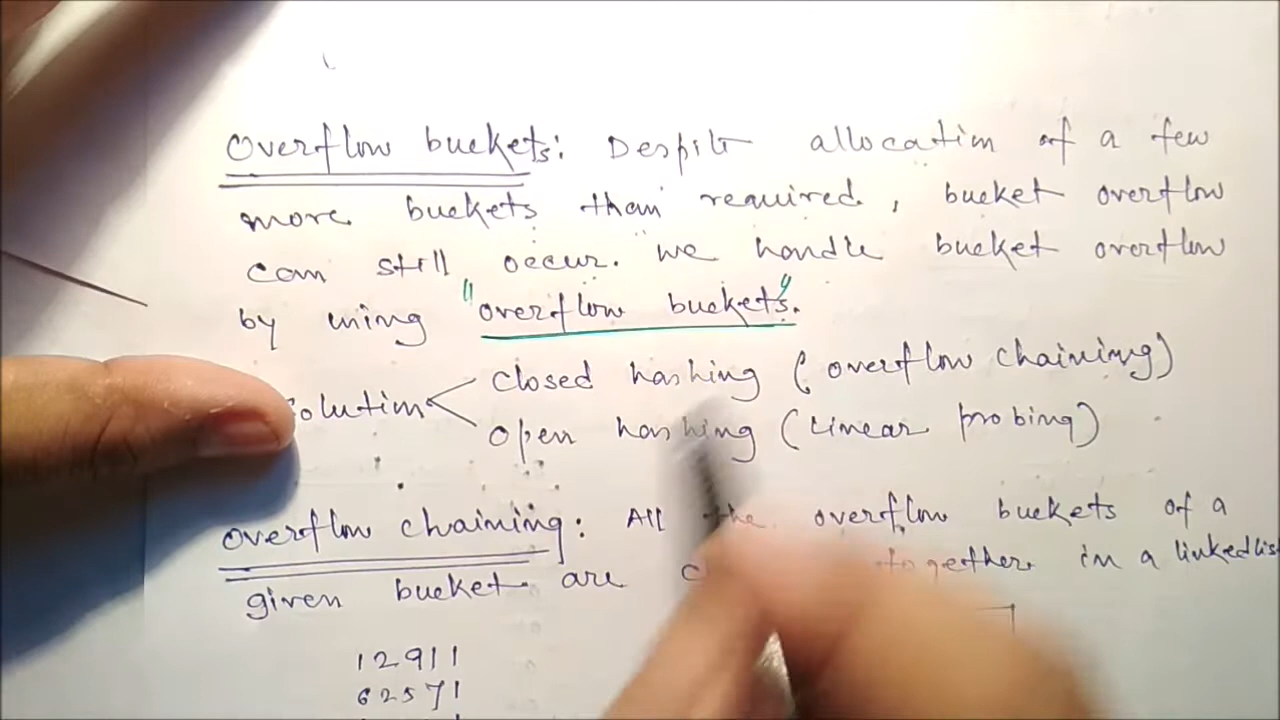 Overflow buckets: Despite allocation of a few
more buckets than required, bucket overflow
can still occur. We handle bucket overflow
by using "overflow buckets".
closed hashing (overflow chaining)
open hashing (Linear probing)
overflow chaining: All the overflow buckets of a
given bucket are together in a linked list
12911
62571